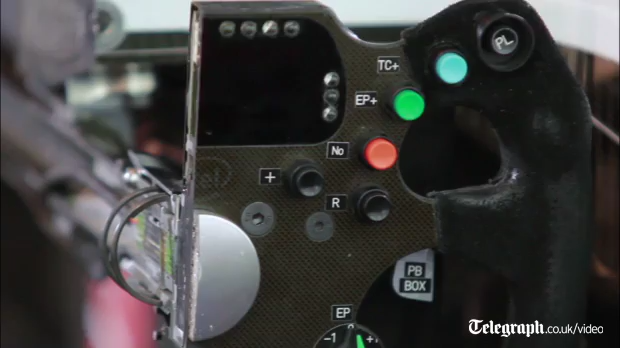 PL
TC+
EP+
No
+
R
PB
BOX
EP
-1
+
Telegraph.co.uk/video